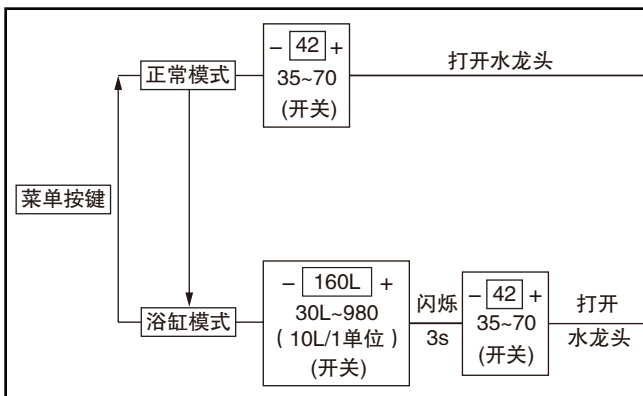 正常模式
- 42 +
35~70
(开关)
打开水龙头
菜单按键
浴缸模式
- 160L +
30L~980
( 10L/1单位 )
(开关)
闪烁
3s
- 42 +
35~70
(开关)
打开
水龙头